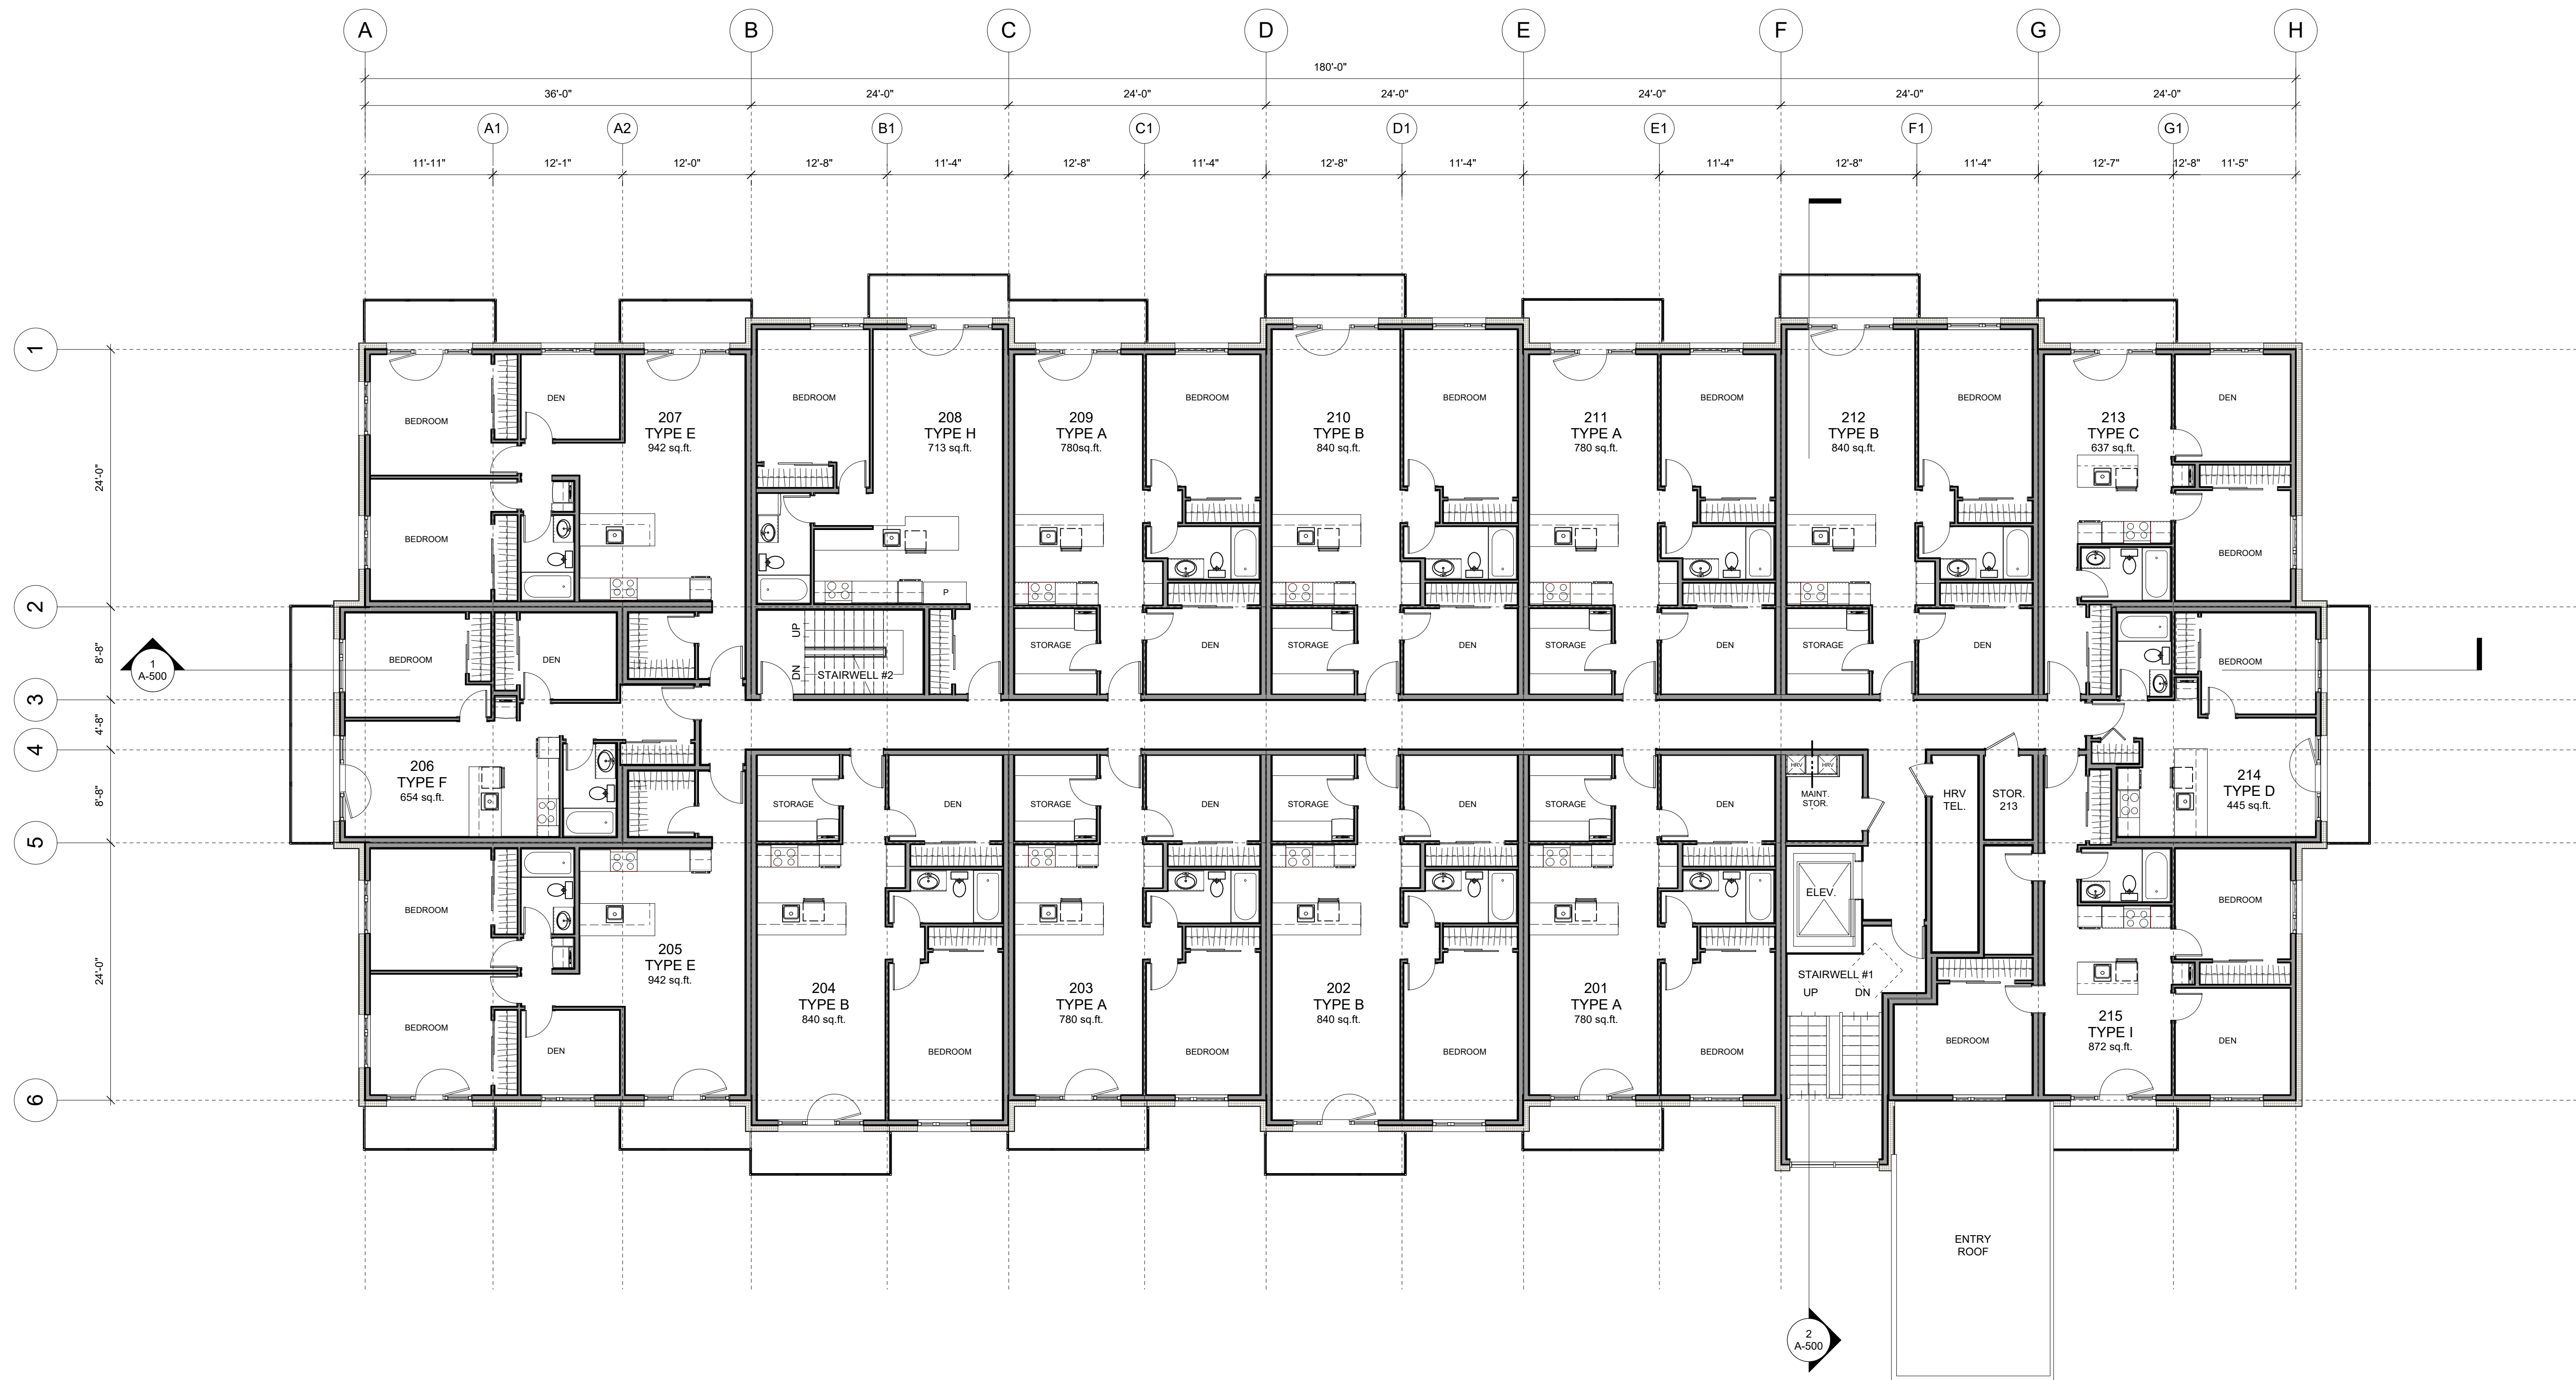 A
B
C
D
E
F
G
H
180'-0"
36'-0"
24'-0"
24'-0"
24'-0"
24'-0"
24'-0"
24'-0"
A1
A2
B1
C1
D1
E1
F1
G1
11'-11"
12'-1"
12'-0"
12'-8"
11'-4"
12'-8"
11'-4"
12'-8"
11'-4"
11'-4"
12'-8"
11'-4"
12'-7"
12'-8"
11'-5"
1
2
3
4
5
6
24'-0"
8'-8"
4'-8"
8'-8"
24'-0"
1
A-500
BEDROOM
DEN
207
TYPE E
942 sq.ft.
BEDROOM
BEDROOM
208
TYPE H
713 sq.ft.
P
209
TYPE A
780sq.ft.
BEDROOM
STORAGE
DEN
210
TYPE B
840 sq.ft.
BEDROOM
STORAGE
DEN
211
TYPE A
780 sq.ft.
BEDROOM
STORAGE
DEN
212
TYPE B
840 sq.ft.
BEDROOM
STORAGE
DEN
213
TYPE C
637 sq.ft.
DEN
BEDROOM
BEDROOM
DEN
UP
DN
STAIRWELL #2
BEDROOM
206
TYPE F
654 sq.ft.
214
TYPE D
445 sq.ft.
STORAGE
DEN
STORAGE
DEN
STORAGE
DEN
STORAGE
DEN
HRV
HRV
MAINT.
STOR.
HRV
TEL.
STOR.
213
ELEV.
STAIRWELL #1
UP
DN
BEDROOM
BEDROOM
DEN
205
TYPE E
942 sq.ft.
204
TYPE B
840 sq.ft.
BEDROOM
203
TYPE A
780 sq.ft.
BEDROOM
202
TYPE B
840 sq.ft.
BEDROOM
201
TYPE A
780 sq.ft.
BEDROOM
BEDROOM
215
TYPE I
872 sq.ft.
BEDROOM
DEN
ENTRY
ROOF
2
A-500